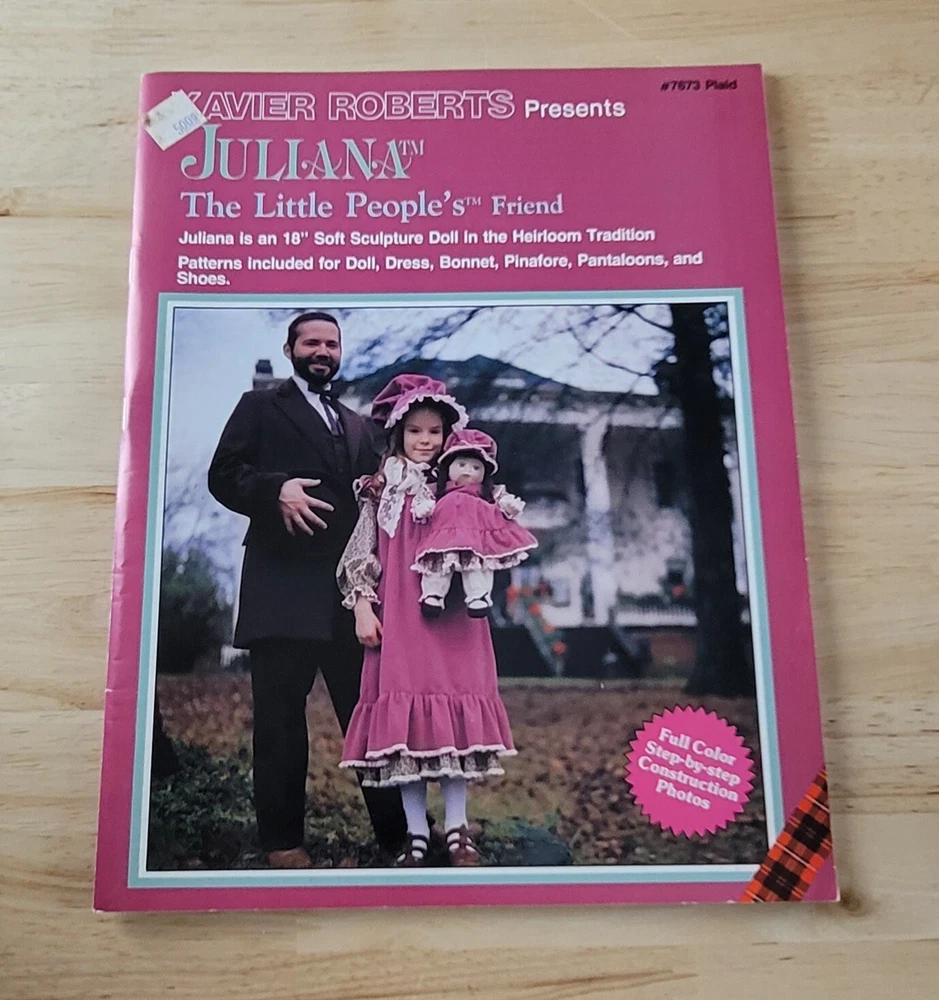 #7673 Plaid
XAVIER ROBERTS Presents
JULIANA™
The Little People's™ Friend
Juliana is an 18" Soft Sculpture Doll in the Heirloom Tradition
Patterns included for Doll, Dress, Bonnet, Pinafore, Pantaloons, and
Shoes.
Full Color
Step-by-step
Construction
Photos